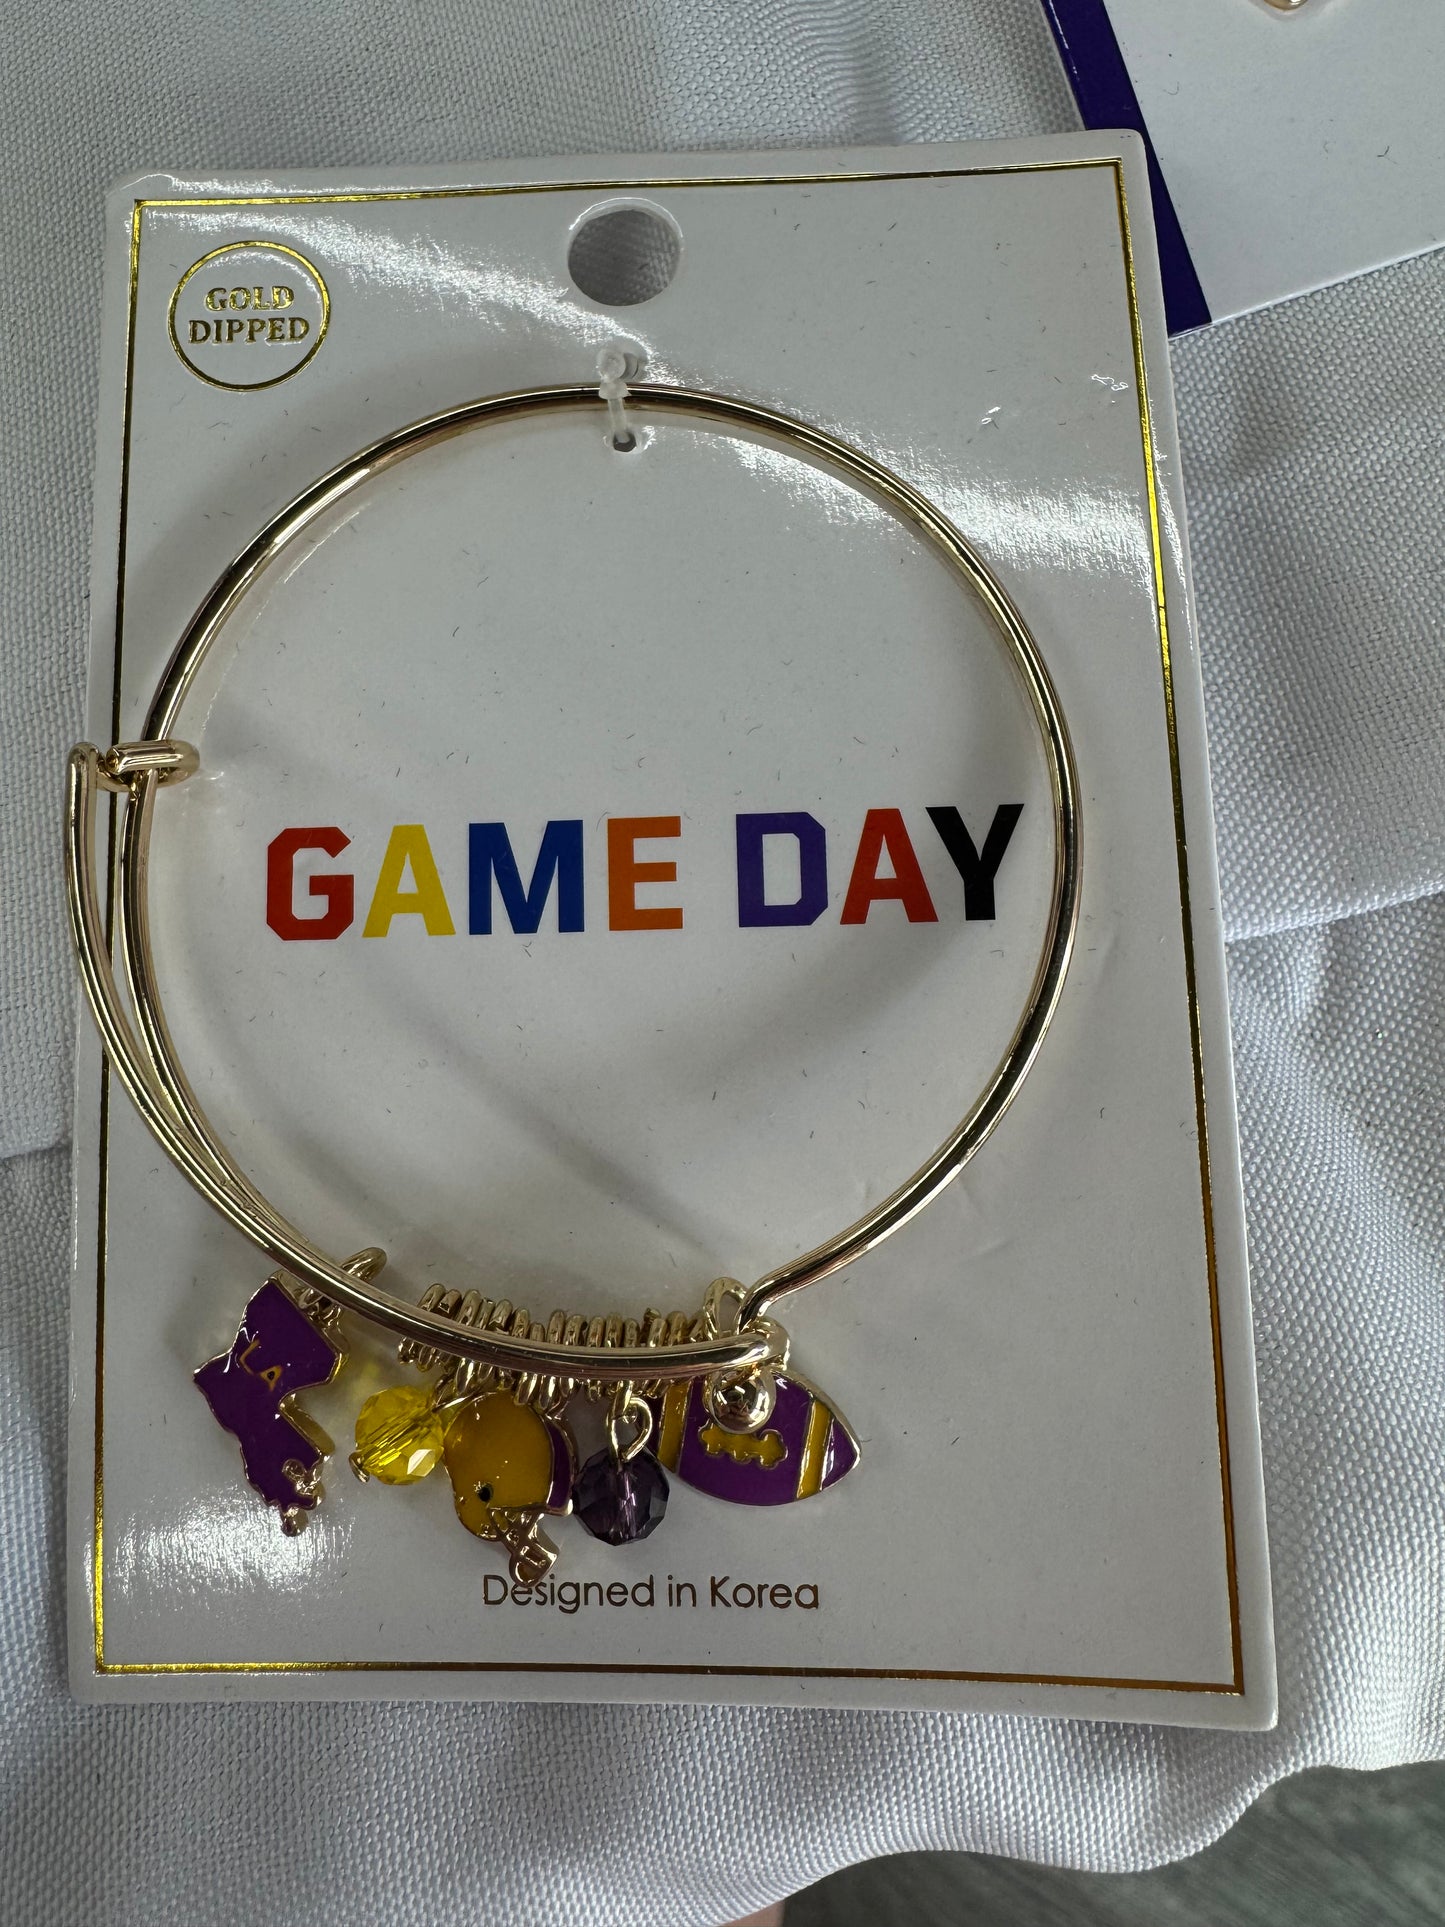 GOLD
DIPPED
GAME DAY
LA
Designed in Korea